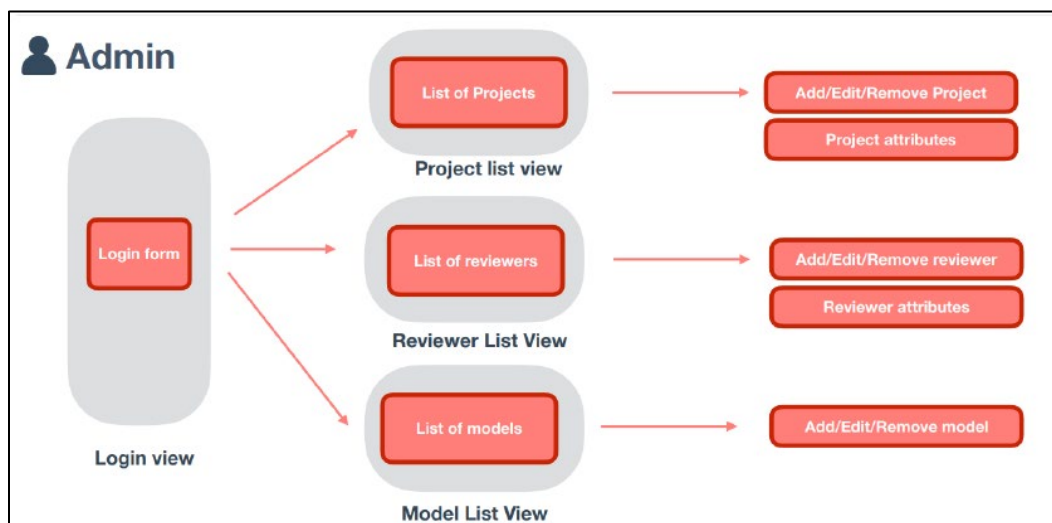 Admin
List of Projects
Project list view
Add/Edit/Remove Project
Project attributes
Login form
Login view
List of reviewers
Reviewer List View
Add/Edit/Remove reviewer
Reviewer attributes
List of models
Model List View
Add/Edit/Remove model